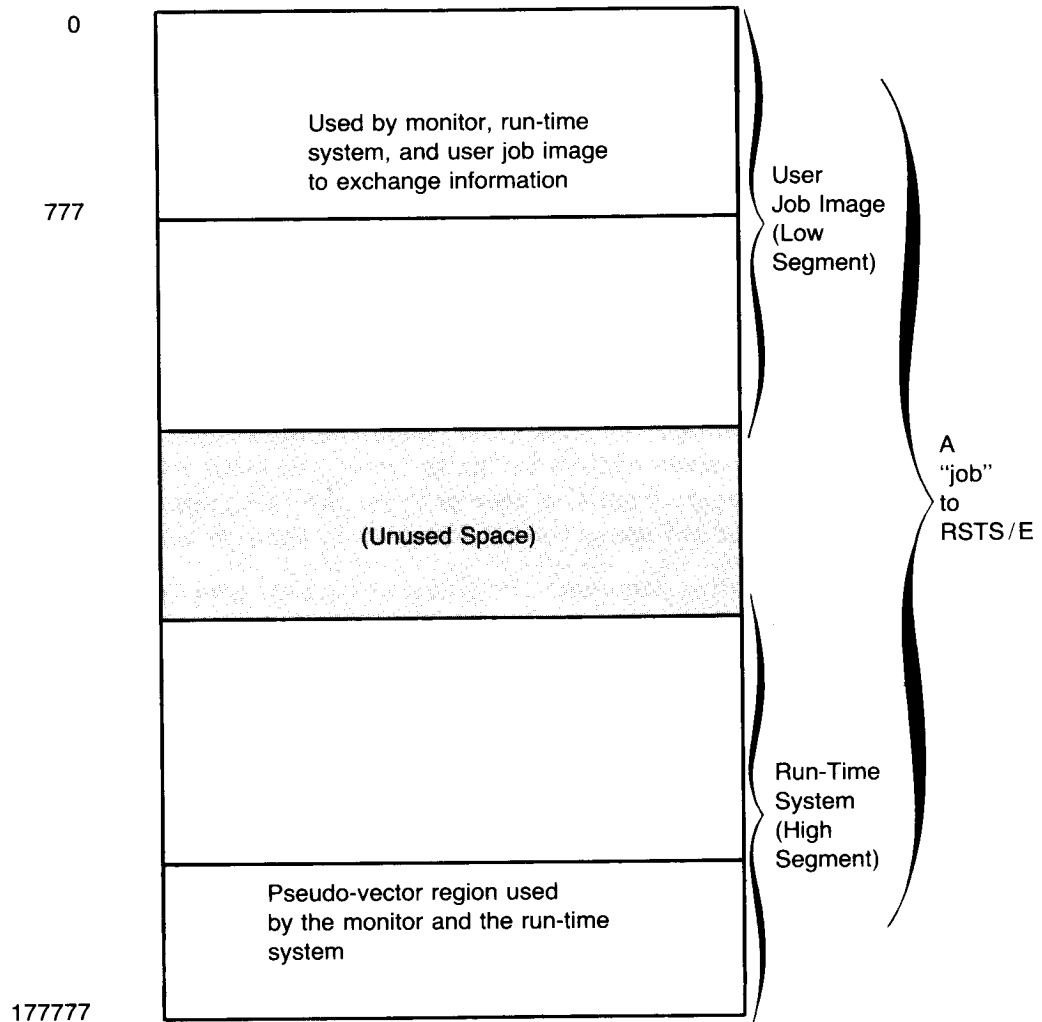 0
Used by monitor, run-time
system, and user job image
to exchange information
777
User
Job Image
(Low
Segment)
(Unused Space)
A
“job”
to
RSTS/E
Run-Time
System
(High
Segment)
Pseudo-vector region used
by the monitor and the run-time
system
177777